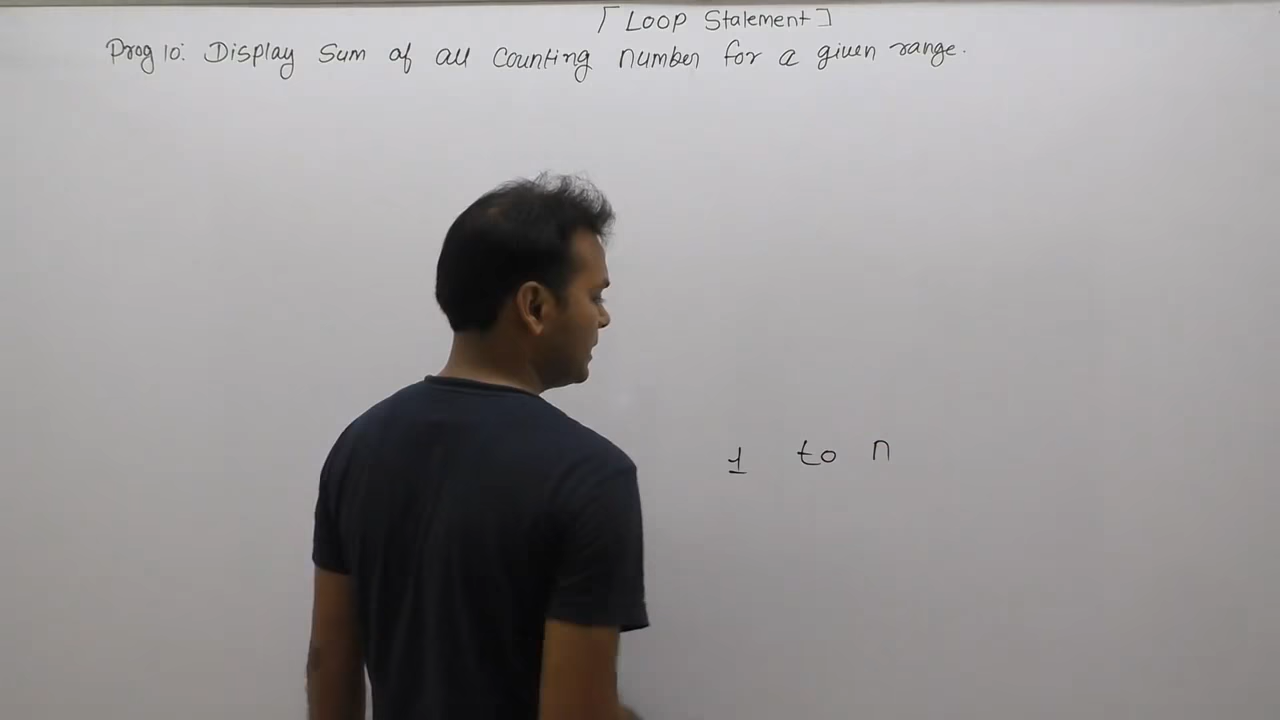 [Loop Statement]
Prog 10: Display Sum of all Counting number for a given range.
1 to n